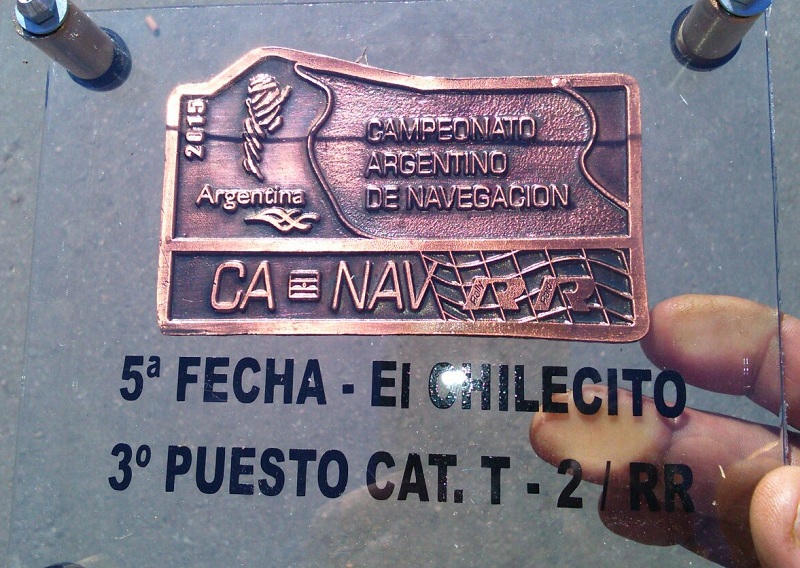 2015
Argentina
CAMPEONATO
ARGENTINO
DE NAVEGACION
CA NAV RR
5ª FECHA - El CHILECITO
3º PUESTO CAT. T - 2 / RR